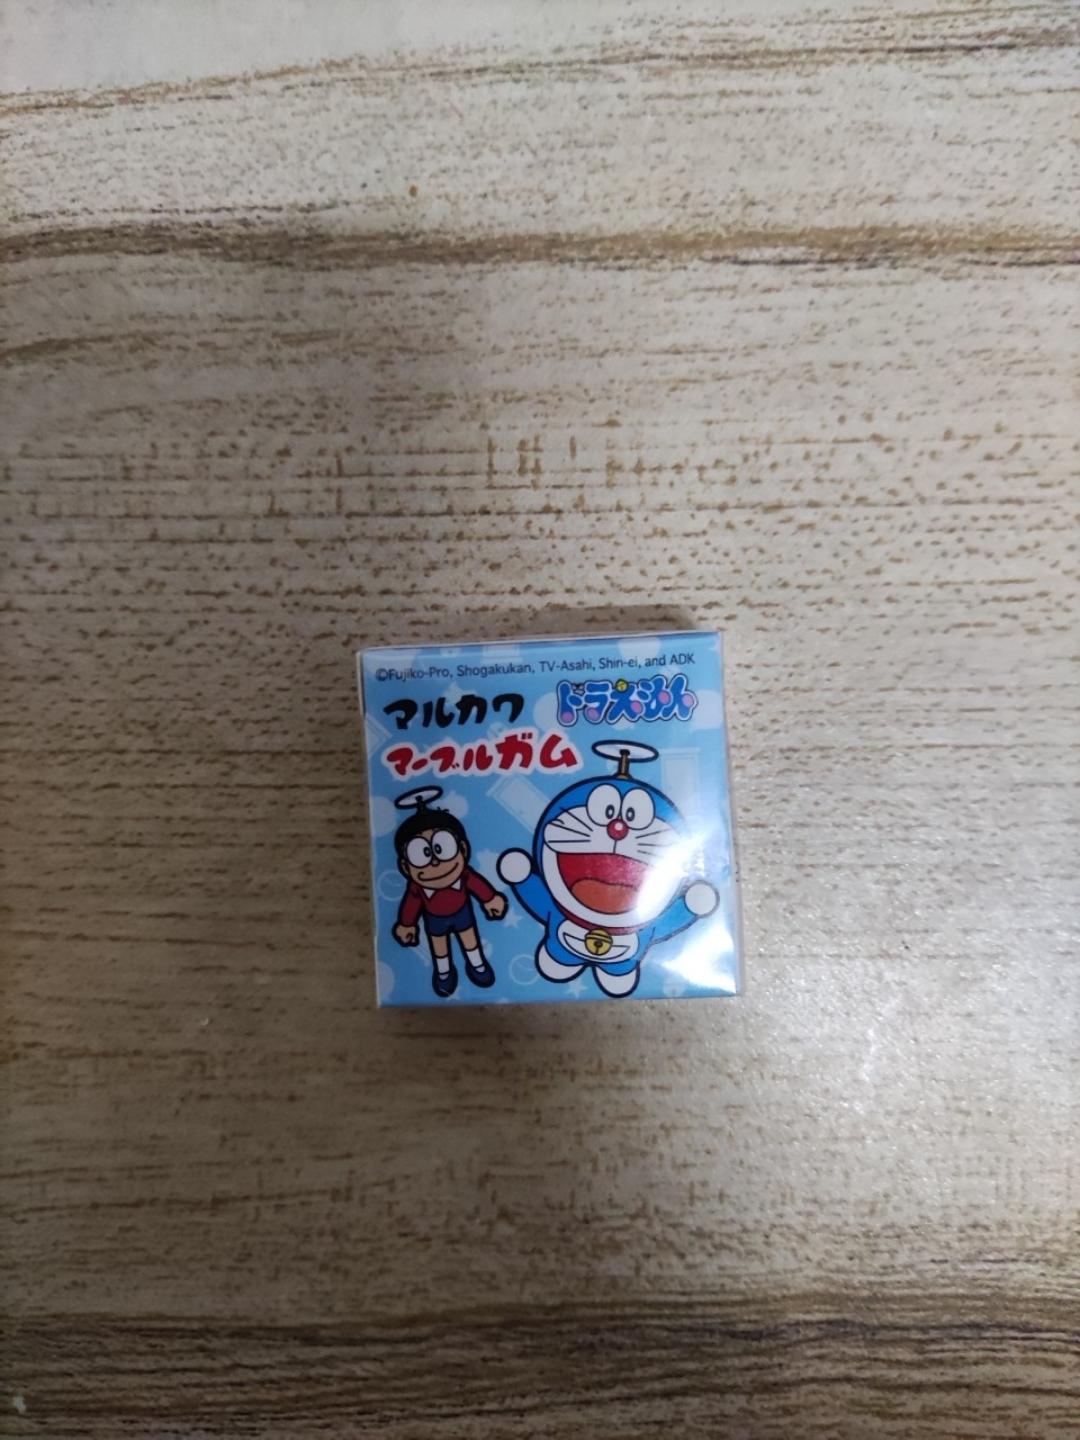 ©Fujiko-Pro, Shogakukan, TV-Asahi, Shin-ei, and ADK
マルカワ ドラえもん
マーブルガム